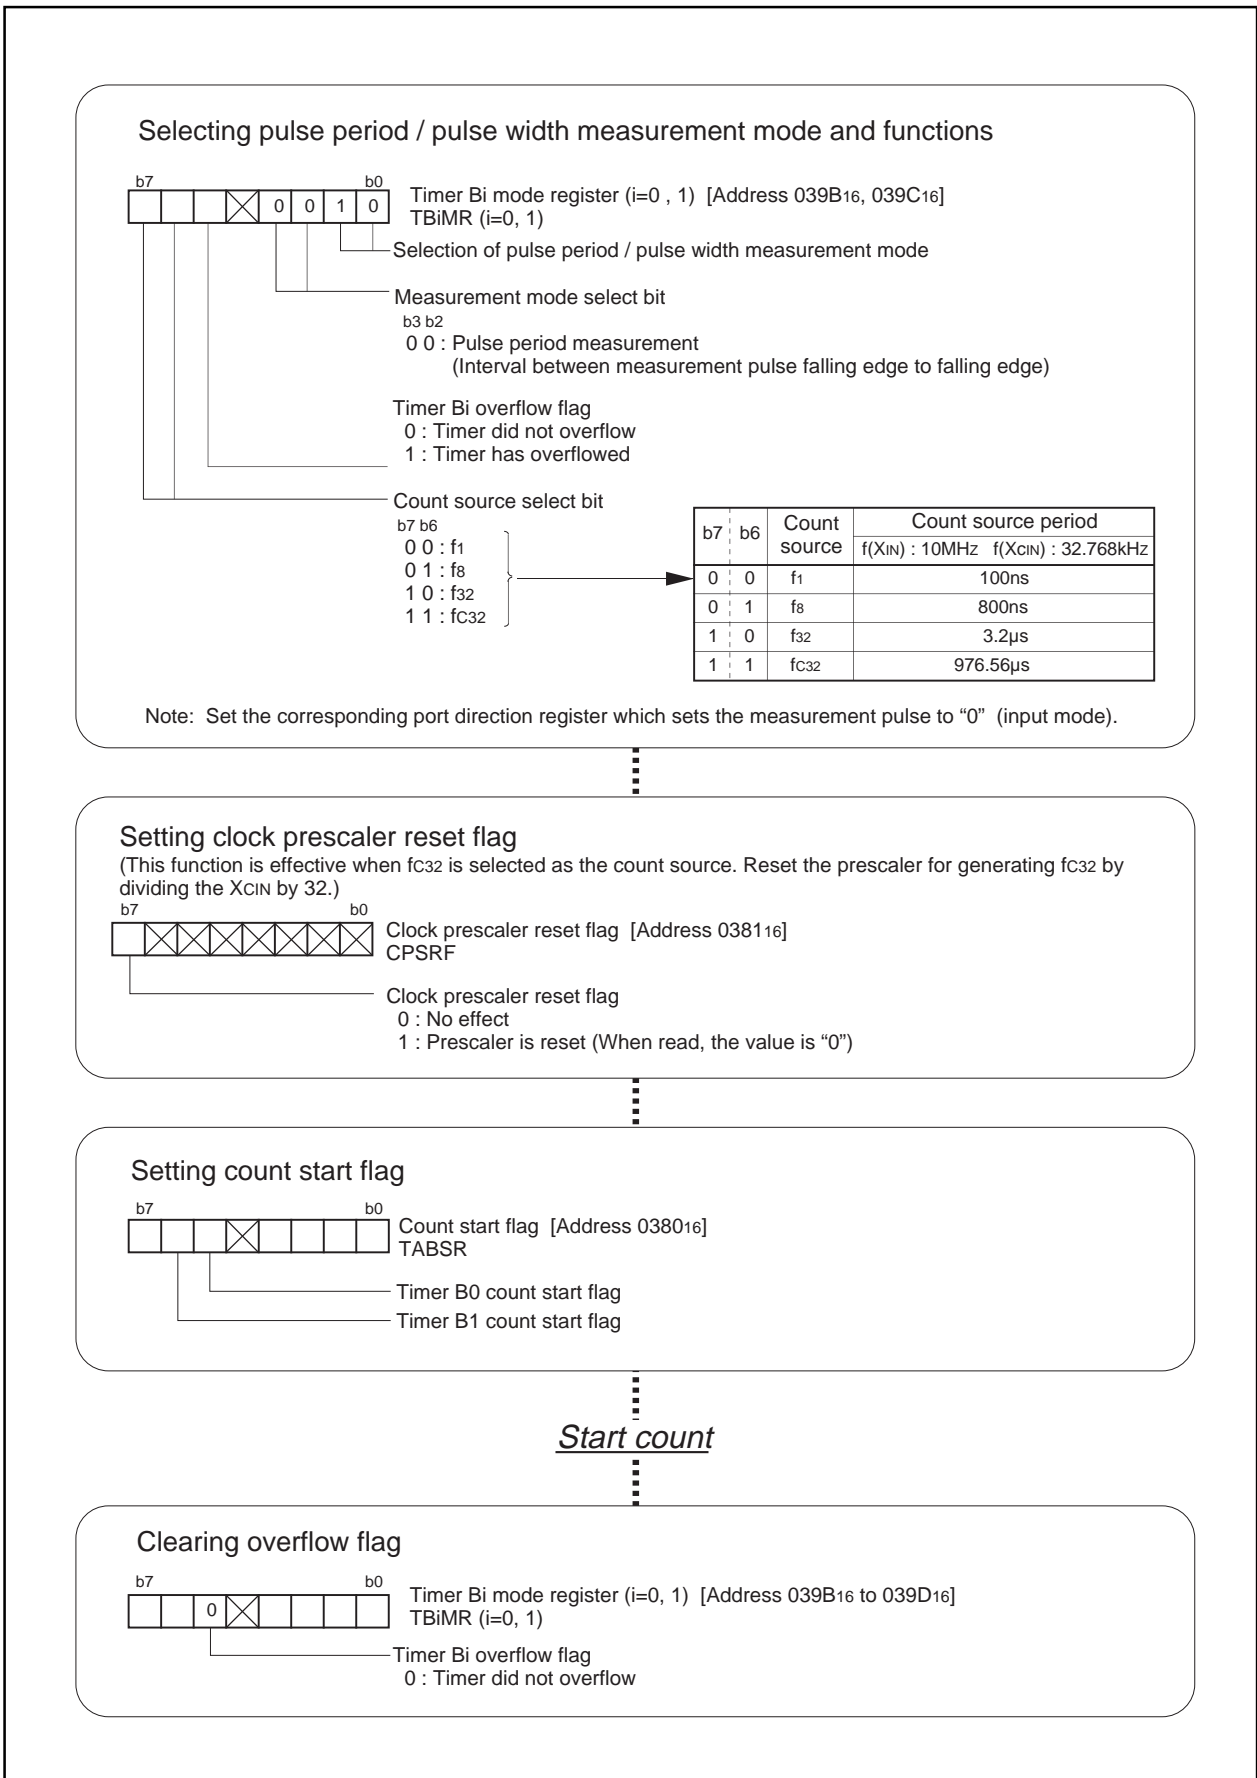 Selecting pulse period / pulse width measurement mode and functions
b7 b0
0 0 1 0
Timer Bi mode register (i=0 , 1) [Address 039B16, 039C16]
TBiMR (i=0, 1)
Selection of pulse period / pulse width measurement mode
Measurement mode select bit
b3 b2
0 0 : Pulse period measurement
(Interval between measurement pulse falling edge to falling edge)
Timer Bi overflow flag
0 : Timer did not overflow
1 : Timer has overflowed
Count source select bit
b7 b6
0 0 : f1
0 1 : f8
1 0 : f32
1 1 : fC32
b7 b6 Count source Count source period
f(XIN) : 10MHz f(XCIN) : 32.768kHz
0 0 f1 100ns
0 1 f8 800ns
1 0 f32 3.2μs
1 1 fC32 976.56μs
Note: Set the corresponding port direction register which sets the measurement pulse to “0” (input mode).
Setting clock prescaler reset flag
(This function is effective when fC32 is selected as the count source. Reset the prescaler for generating fC32 by
dividing the XCIN by 32.)
b7 b0
Clock prescaler reset flag [Address 038116]
CPSRF
Clock prescaler reset flag
0 : No effect
1 : Prescaler is reset (When read, the value is “0”)
Setting count start flag
b7 b0
Count start flag [Address 038016]
TABSR
Timer B0 count start flag
Timer B1 count start flag
Start count
Clearing overflow flag
b7 b0
0
Timer Bi mode register (i=0, 1) [Address 039B16 to 039D16]
TBiMR (i=0, 1)
Timer Bi overflow flag
0 : Timer did not overflow